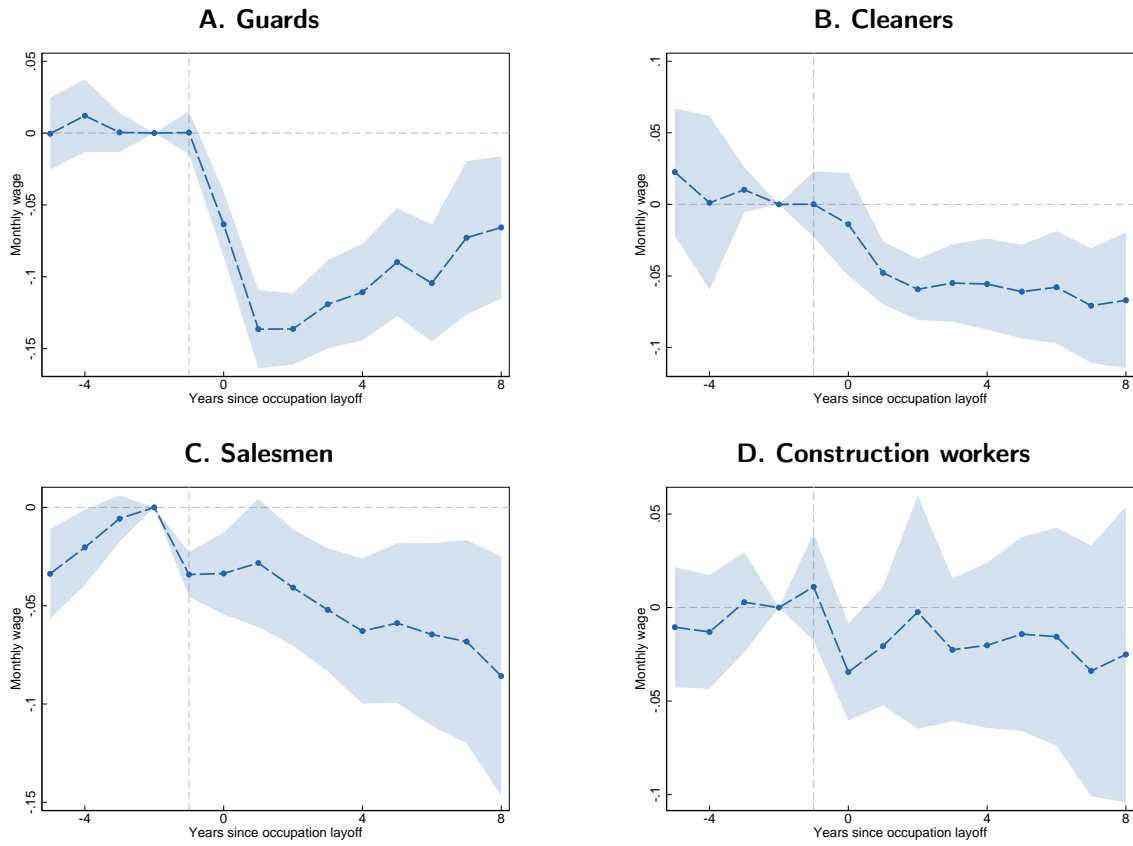 A. Guards
Monthly wage
.05
0
-.05
-.1
-.15
-4
0
4
8
Years since occupation layoff
B. Cleaners
Monthly wage
.1
.05
0
-.05
-.1
-4
0
4
8
Years since occupation layoff
C. Salesmen
Monthly wage
0
-.05
-.1
-.15
-4
0
4
8
Years since occupation layoff
D. Construction workers
Monthly wage
.05
0
-.05
-.1
-4
0
4
8
Years since occupation layoff